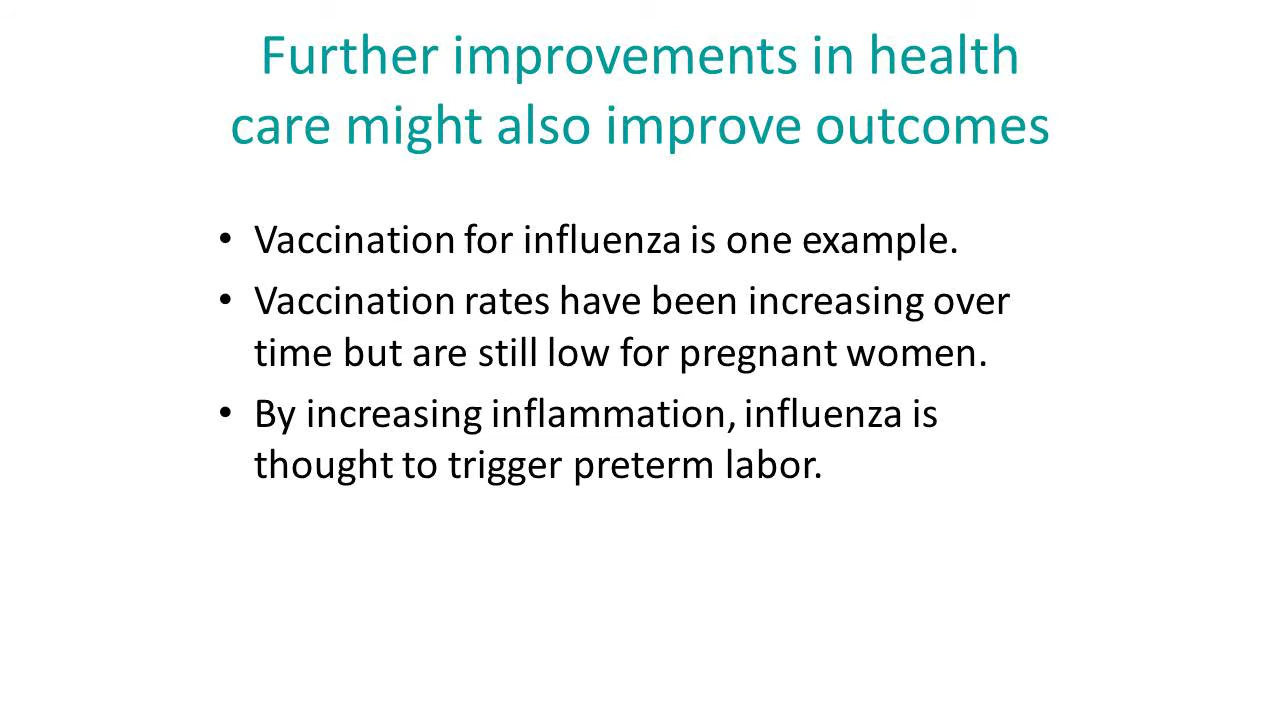 Further improvements in health
care might also improve outcomes
• Vaccination for influenza is one example.
• Vaccination rates have been increasing over
time but are still low for pregnant women.
• By increasing inflammation, influenza is
thought to trigger preterm labor.